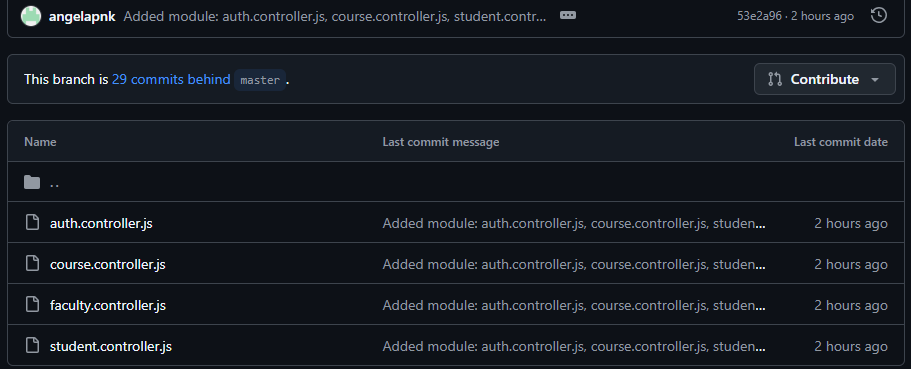 angelapnk Added module: auth.controller.js, course.controller.js, student.contr... 53e2a96 · 2 hours ago
This branch is 29 commits behind master. Contribute
Name Last commit message Last commit date
..
auth.controller.js Added module: auth.controller.js, course.controller.js, studen... 2 hours ago
course.controller.js Added module: auth.controller.js, course.controller.js, studen... 2 hours ago
faculty.controller.js Added module: auth.controller.js, course.controller.js, studen... 2 hours ago
student.controller.js Added module: auth.controller.js, course.controller.js, studen... 2 hours ago